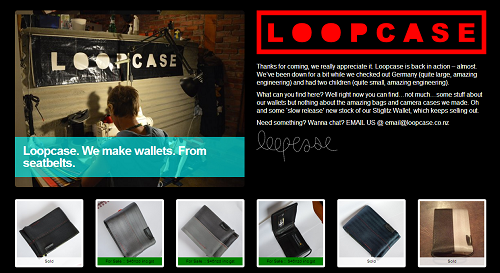 LOOPCASE
LOOPCASE
Thanks for coming, we really appreciate it. Loopcase is back in action – almost.
We've been down for a bit while we checked out Germany (quite large, amazing
engineering) and had two children (quite small, amazing engineering).
What can you find here? Well right now you can find... not much... some stuff about
our wallets but nothing about the amazing bags and camera cases we made. Oh
and some 'slow release' new stock of our Stiglitz Wallet, which keeps selling out.
Need something? Wanna chat? EMAIL US @ email@loopcase.co.nz
loopcase
Loopcase. We make wallets. From
seatbelts.
Sold
For Sale
For Sale
Sold
Sold